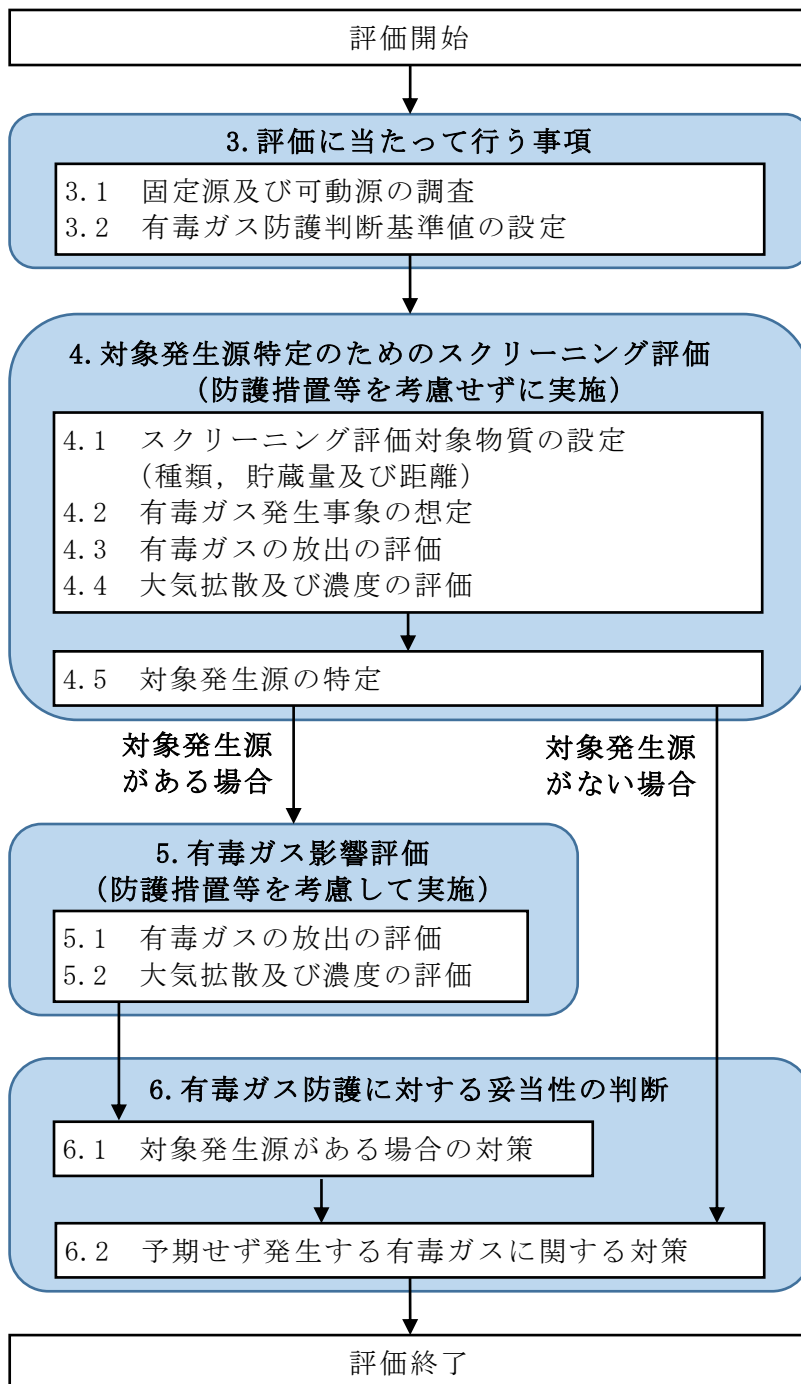 評価開始
3.評価に当たって行う事項
3.1 固定源及び可動源の調査
3.2 有毒ガス防護判断基準値の設定
4.対象発生源特定のためのスクリーニング評価
(防護措置等を考慮せずに実施)
4.1 スクリーニング評価対象物質の設定
(種類,貯蔵量及び距離)
4.2 有毒ガス発生事象の想定
4.3 有毒ガスの放出の評価
4.4 大気拡散及び濃度の評価
4.5 対象発生源の特定
対象発生源
がある場合
対象発生源
がない場合
5.有毒ガス影響評価
(防護措置等を考慮して実施)
5.1 有毒ガスの放出の評価
5.2 大気拡散及び濃度の評価
6.有毒ガス防護に対する妥当性の判断
6.1 対象発生源がある場合の対策
6.2 予期せず発生する有毒ガスに関する対策
評価終了